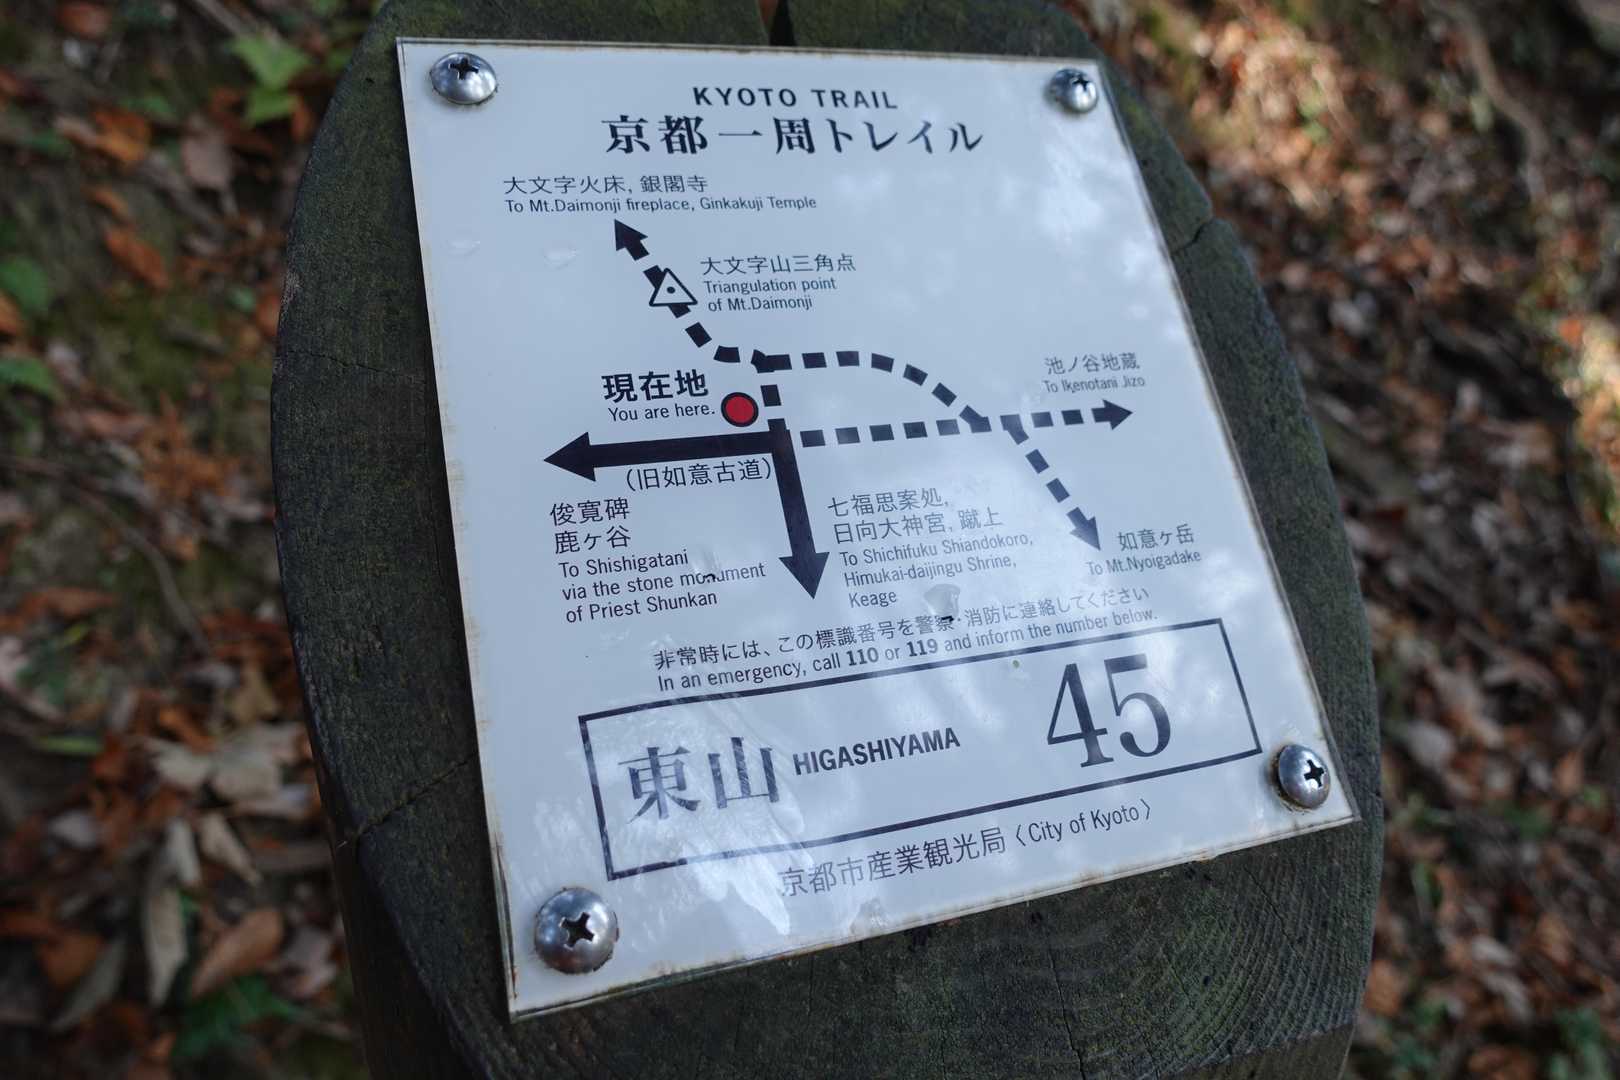 KYOTO TRAIL
京都一周トレイル
大文字火床, 銀閣寺
To Mt.Daimonji fireplace, Ginkakuji Temple
大文字山三角点
Triangulation point
of Mt.Daimonji
池ノ谷地蔵
To Ikenotani Jizo
現在地
You are here.
(旧如意古道)
俊寛碑
鹿ヶ谷
To Shishigatani
via the stone monument
of Priest Shunkan
七福思案処,
日向大神宮, 蹴上
To Shichifuku Shiandokoro,
Himukai-daijingu Shrine,
Keage
如意ヶ岳
To Mt.Nyoigadake
非常時には、この標識番号を警察・消防に連絡してください
In an emergency, call 110 or 119 and inform the number below.
東山 HIGASHIYAMA 45
京都市産業観光局〈City of Kyoto〉